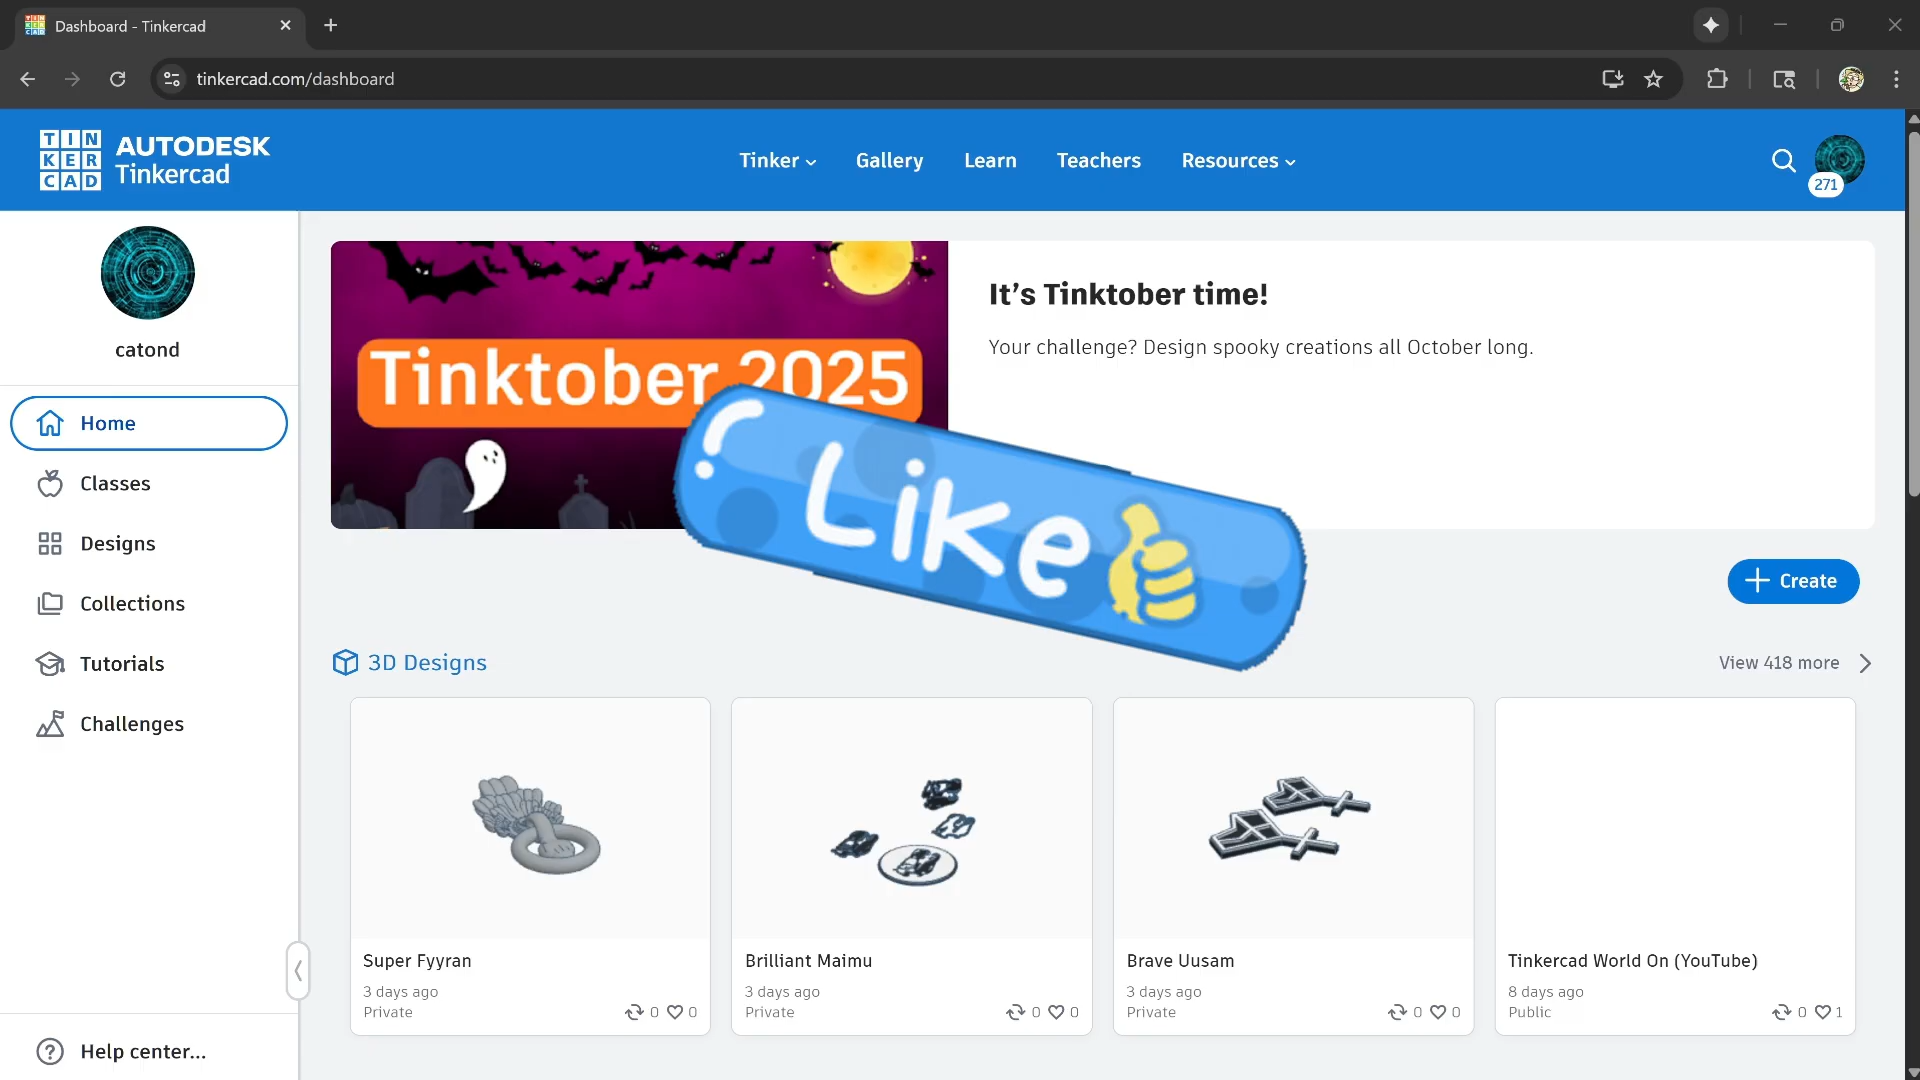 Dashboard - Tinkercad
tinkercad.com/dashboard
TIN
KER
CAD
AUTODESK
Tinkercad
Tinker
Gallery
Learn
Teachers
Resources
271
catond
Home
Classes
Designs
Collections
Tutorials
Challenges
Help center...
Tinktober 2025
It's Tinktober time!
Your challenge? Design spooky creations all October long.
Like
Create
3D Designs
View 418 more
Super Fyyran
3 days ago
Private
0 0
Brilliant Maimu
3 days ago
Private
0 0
Brave Uusam
3 days ago
Private
0 0
Tinkercad World On (YouTube)
8 days ago
Public
0 1